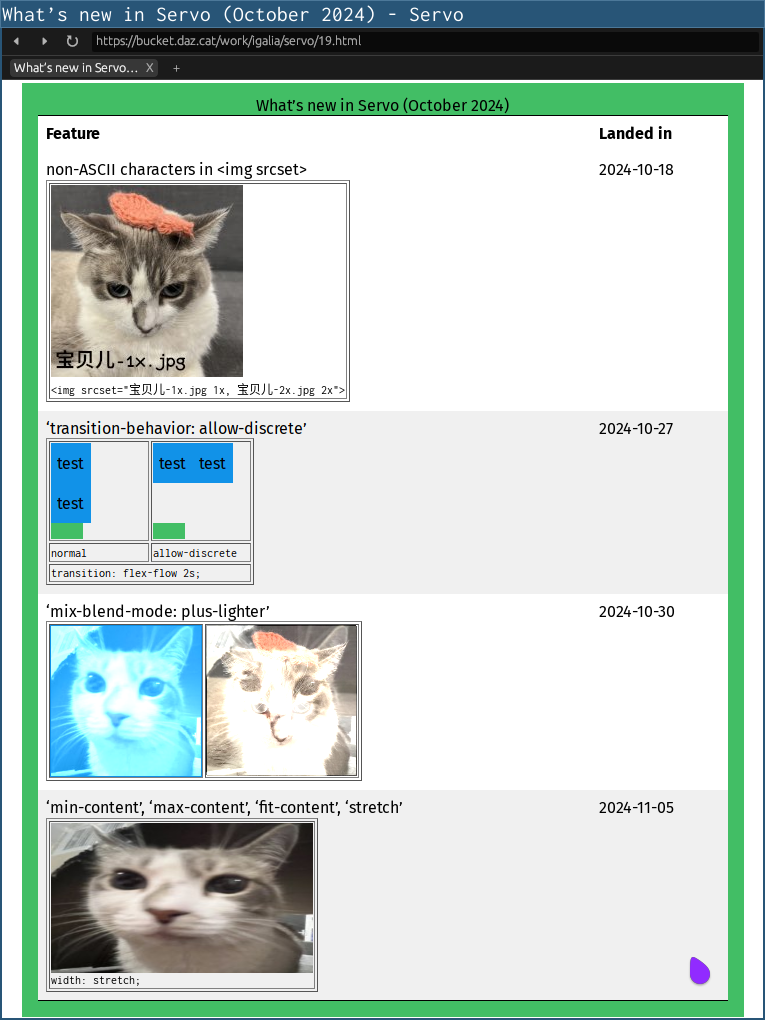 What's new in Servo (October 2024) - Servo
https://bucket.daz.cat/work/igalia/servo/19.html
What's new in Servo… X +
What's new in Servo (October 2024)
Feature Landed in
non-ASCII characters in <img srcset> 2024-10-18
宝贝儿-1x.jpg
<img srcset="宝贝儿-1x.jpg 1x, 宝贝儿-2x.jpg 2x">
‘transition-behavior: allow-discrete’ 2024-10-27
test test test
test
normal allow-discrete
transition: flex-flow 2s;
‘mix-blend-mode: plus-lighter’ 2024-10-30
‘min-content’, ‘max-content’, ‘fit-content’, ‘stretch’ 2024-11-05
width: stretch;